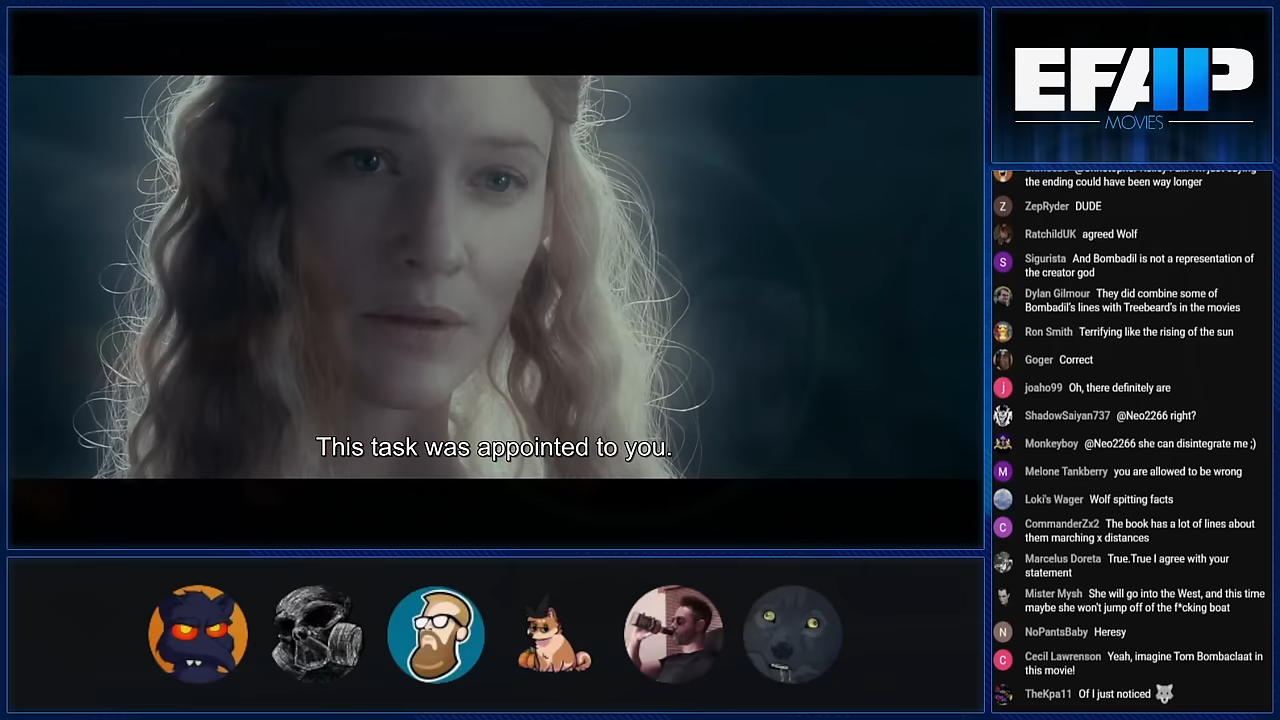 This task was appointed to you.
EFAP
MOVIES
the ending could have been way longer
ZepRyder DUDE
RatchildUK agreed Wolf
Sigurista And Bombadil is not a representation of
the creator god
Dylan Gilmour They did combine some of
Bombadil's lines with Treebeard's in the movies
Ron Smith Terrifying like the rising of the sun
Goger Correct
joaho99 Oh, there definitely are
ShadowSaiyan737 @Neo2266 right?
Monkeyboy @Neo2266 she can disintegrate me ;)
Melone Tankberry you are allowed to be wrong
Loki's Wager Wolf spitting facts
CommanderZx2 The book has a lot of lines about
them marching x distances
Marcelus Doreta True.True I agree with your
statement
Mister Mysh She will go into the West, and this time
maybe she won't jump off of the f*cking boat
NoPantsBaby Heresy
Cecil Lawrenson Yeah, imagine Tom Bombaclaat in
this movie!
TheKpa11 Of I just noticed